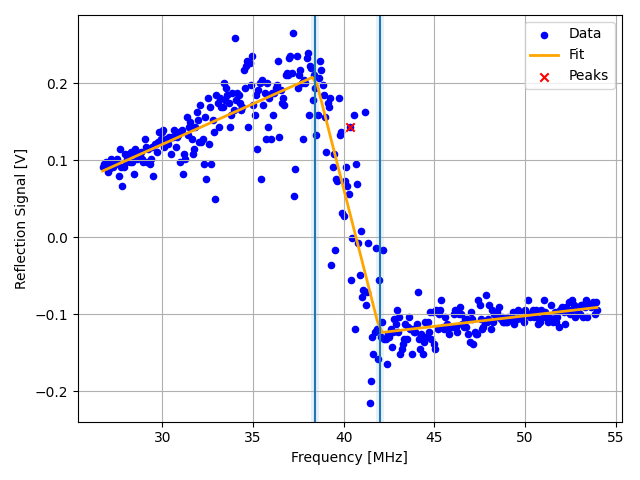 Data
Fit
Peaks
Reflection Signal [V]
0.2
0.1
0.0
−0.1
−0.2
30 35 40 45 50 55
Frequency [MHz]